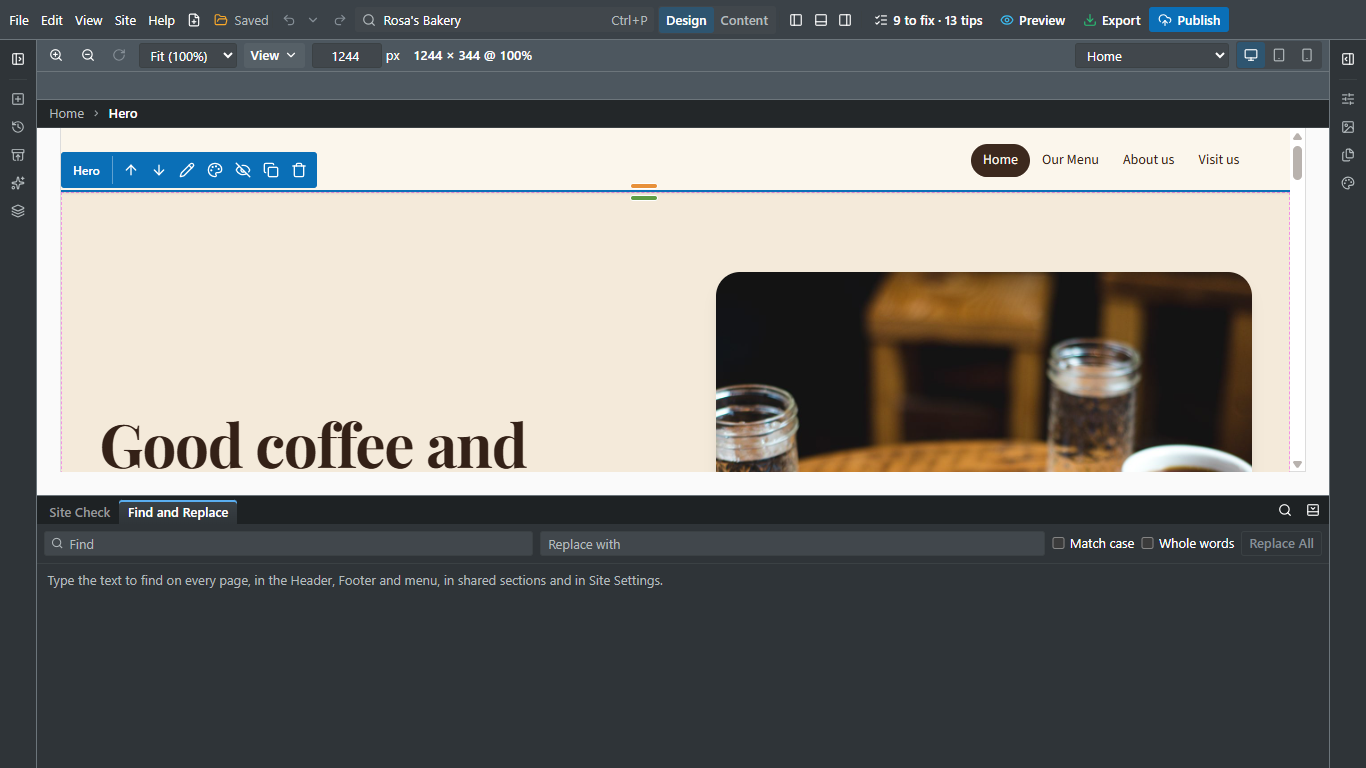 File Edit View Site Help Saved Rosa's Bakery Ctrl+P Design Content 9 to fix · 13 tips Preview Export Publish
Fit (100%) View 1244 px 1244 × 344 @ 100% Home
Home › Hero
Home Our Menu About us Visit us
Hero
Good coffee and
Site Check Find and Replace
Find Replace with Match case Whole words Replace All
Type the text to find on every page, in the Header, Footer and menu, in shared sections and in Site Settings.